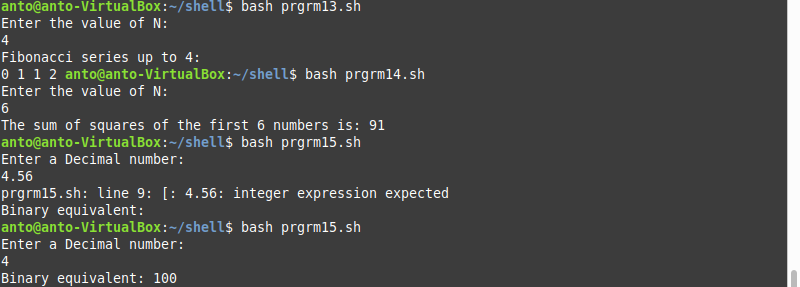 anto@anto-VirtualBox:~/shell$ bash prgrm13.sh
Enter the value of N:
4
Fibonacci series up to 4:
0 1 1 2 anto@anto-VirtualBox:~/shell$ bash prgrm14.sh
Enter the value of N:
6
The sum of squares of the first 6 numbers is: 91
anto@anto-VirtualBox:~/shell$ bash prgrm15.sh
Enter a Decimal number:
4.56
prgrm15.sh: line 9: [: 4.56: integer expression expected
Binary equivalent:
anto@anto-VirtualBox:~/shell$ bash prgrm15.sh
Enter a Decimal number:
4
Binary equivalent: 100